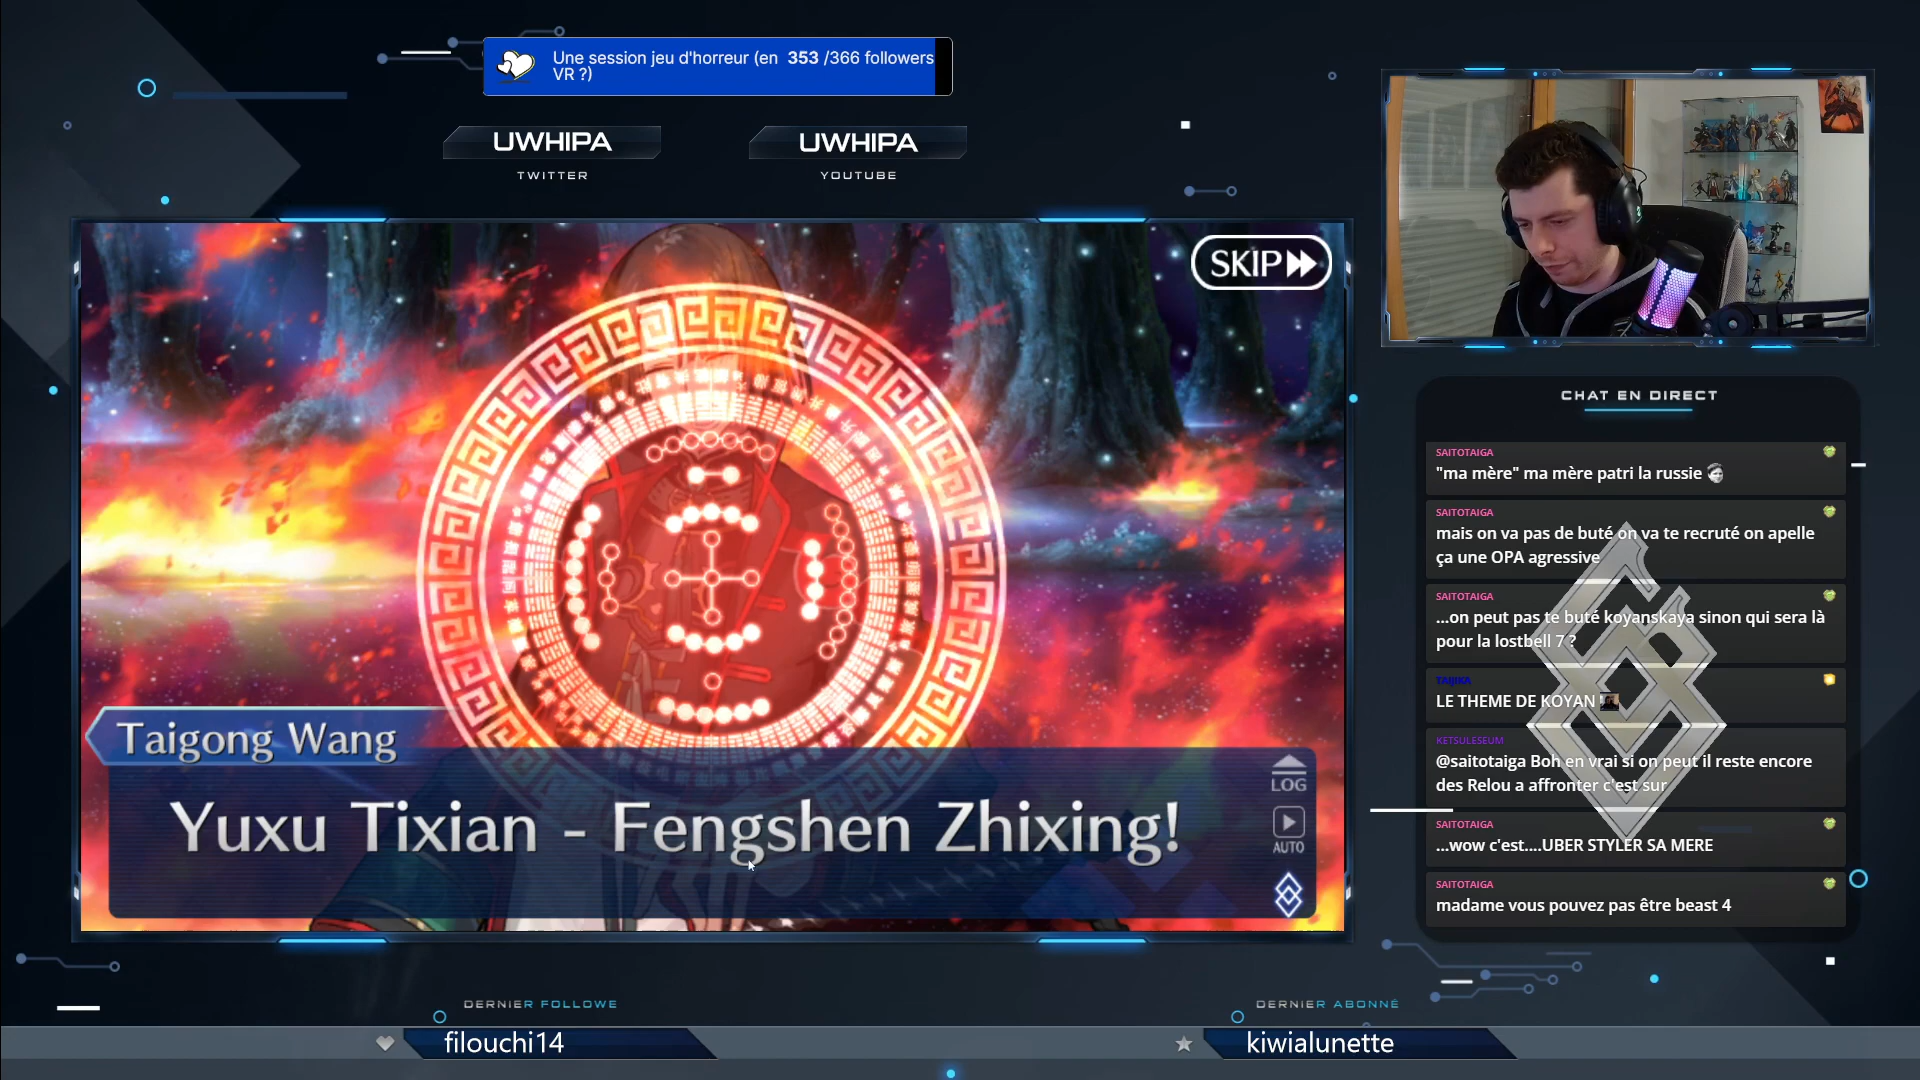 Une session jeu d'horreur (en 353 /366 followers
VR ?)
UWHIPA
TWITTER
UWHIPA
YOUTUBE
SKIP
Taigong Wang
Yuxu Tixian - Fengshen Zhixing!
LOG
AUTO
CHAT EN DIRECT
SAITOTAIGA
"ma mère" ma mère patri la russie
SAITOTAIGA
mais on va pas de buté on va te recruté on apelle
ça une OPA agressive
SAITOTAIGA
...on peut pas te buté koyanskaya sinon qui sera là
pour la lostbell 7 ?
TAIJIKA
LE THEME DE KOYAN
KETSULESEUM
@saitotaiga Boh en vrai si on peut il reste encore
des Relou a affronter c'est sur
SAITOTAIGA
...wow c'est....UBER STYLER SA MERE
SAITOTAIGA
madame vous pouvez pas être beast 4
DERNIER FOLLOWE
filouchi14
DERNIER ABONNÉ
kiwialunette